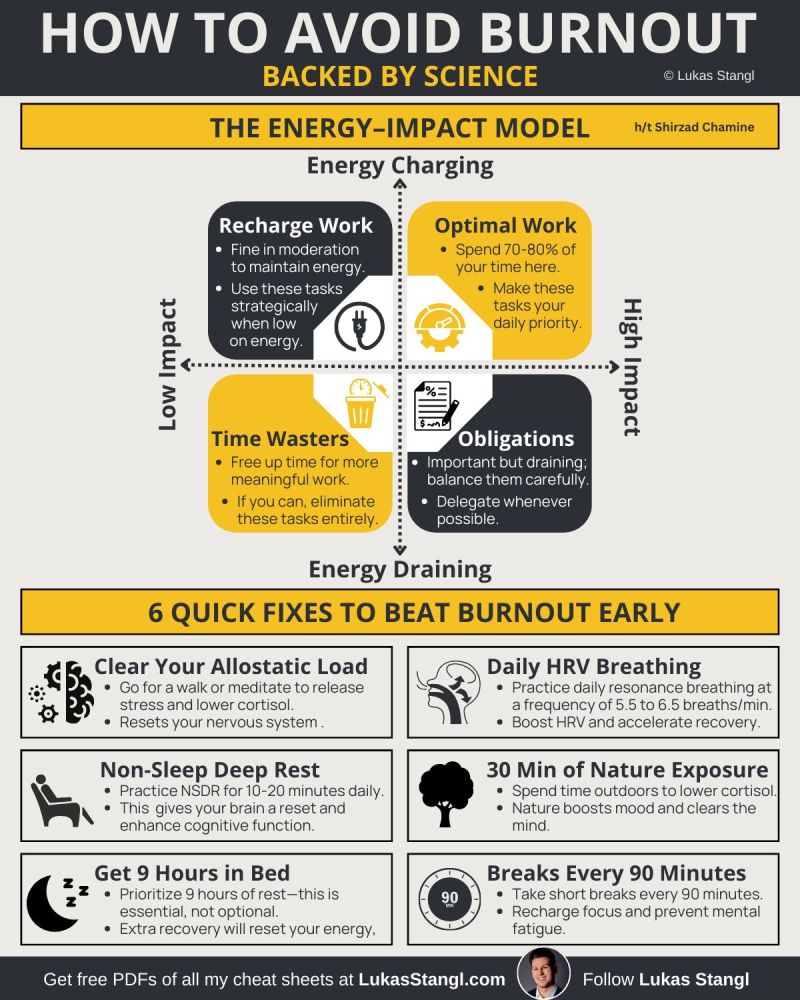 HOW TO AVOID BURNOUT
BACKED BY SCIENCE
© Lukas Stangl
THE ENERGY–IMPACT MODEL
h/t Shirzad Chamine
Energy Charging
Low Impact
High Impact
Recharge Work
• Fine in moderation
to maintain energy.
• Use these tasks
strategically
when low
on energy.
Optimal Work
• Spend 70-80% of
your time here.
• Make these
tasks your
daily priority.
Time Wasters
• Free up time for more
meaningful work.
• If you can, eliminate
these tasks entirely.
Obligations
• Important but draining;
balance them carefully.
• Delegate whenever
possible.
Energy Draining
6 QUICK FIXES TO BEAT BURNOUT EARLY
Clear Your Allostatic Load
• Go for a walk or meditate to release
stress and lower cortisol.
• Resets your nervous system .
Daily HRV Breathing
• Practice daily resonance breathing at
a frequency of 5.5 to 6.5 breaths/min.
• Boost HRV and accelerate recovery.
Non-Sleep Deep Rest
• Practice NSDR for 10-20 minutes daily.
• This gives your brain a reset and
enhance cognitive function.
30 Min of Nature Exposure
• Spend time outdoors to lower cortisol.
• Nature boosts mood and clears the
mind.
Get 9 Hours in Bed
• Prioritize 9 hours of rest—this is
essential, not optional.
• Extra recovery will reset your energy,
90
MIN
Breaks Every 90 Minutes
• Take short breaks every 90 minutes.
• Recharge focus and prevent mental
fatigue.
Get free PDFs of all my cheat sheets at LukasStangl.com
Follow Lukas Stangl